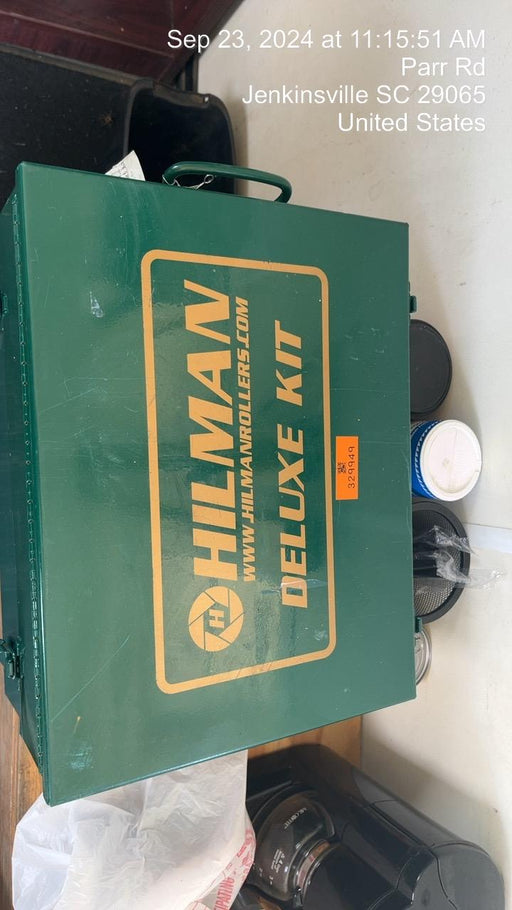 Sep 23, 2024 at 11:15:51 AM
Parr Rd
Jenkinsville SC 29065
United States
H HILMAN
WWW.HILMANROLLERS.COM
DELUXE KIT
329949